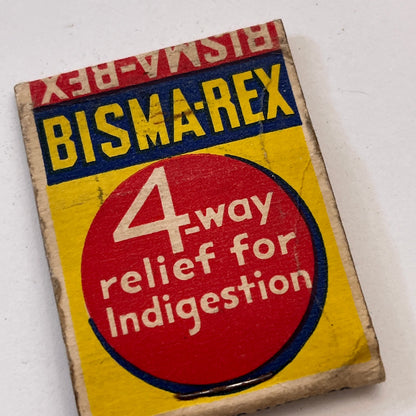 BISMA-REX
BISMA-REX
4-way
relief for
Indigestion